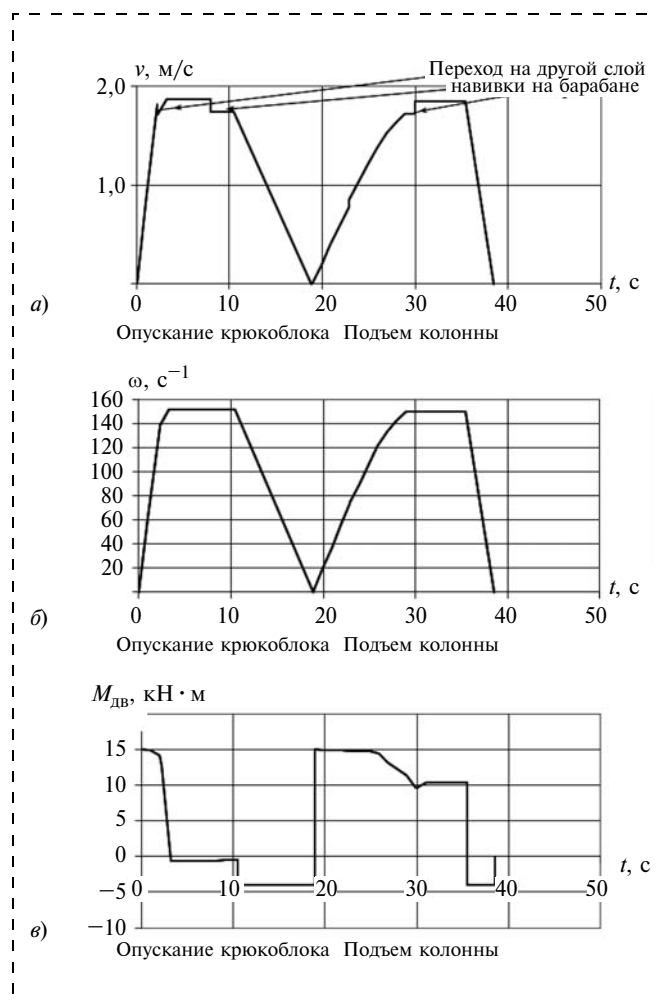 v, м/с
Переход на другой слой
навивки на барабане
2,0
1,0
0 10 20 30 40 50
t, с
а)
Опускание крюкоблока Подъем колонны
ω, с−1
160
140
120
100
80
60
40
20
t, с
0 10 20 30 40 50
б)
Опускание крюкоблока Подъем колонны
Mдв, кН · м
15
10
5
0
t, с
−5 0 10 20 30 40 50
−10
в)
Опускание крюкоблока Подъем колонны